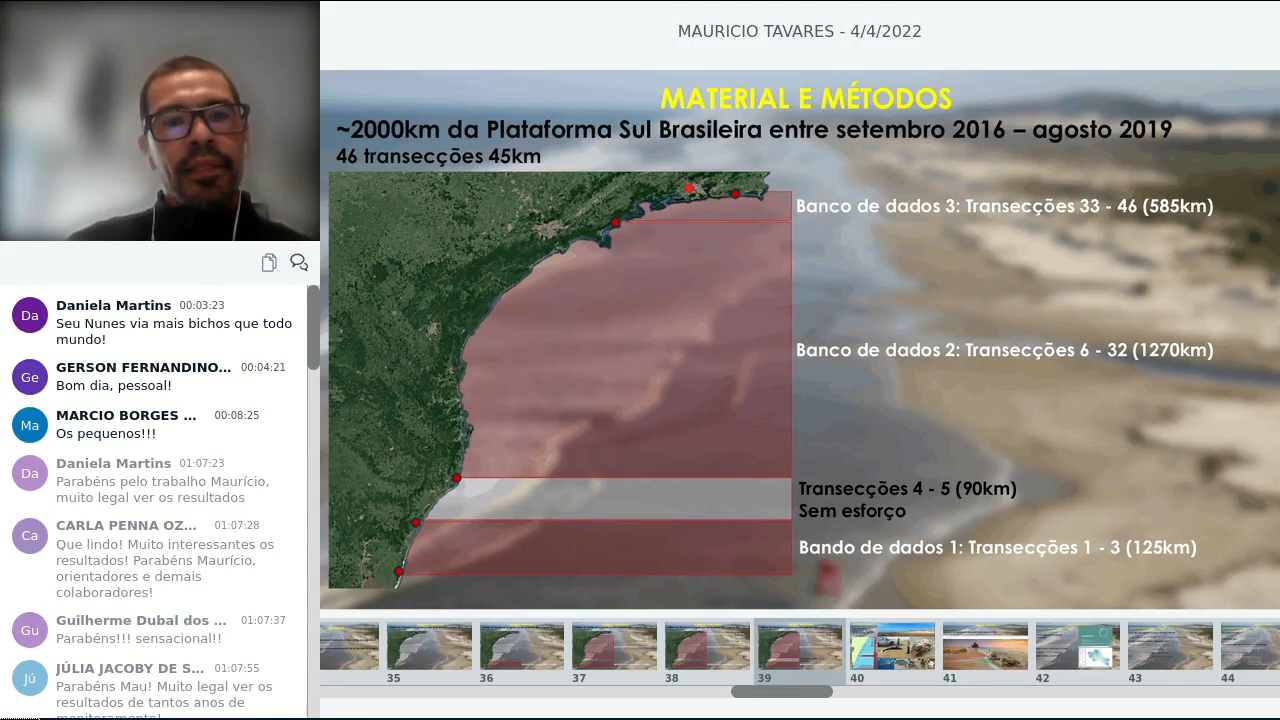 MAURICIO TAVARES - 4/4/2022
MATERIAL E MÉTODOS
~2000km da Plataforma Sul Brasileira entre setembro 2016 – agosto 2019
46 transecções 45km
Banco de dados 3: Transecções 33 - 46 (585km)
Banco de dados 2: Transecções 6 - 32 (1270km)
Transecções 4 - 5 (90km)
Sem esforço
Bando de dados 1: Transecções 1 - 3 (125km)
Da
Daniela Martins 00:03:23
Seu Nunes via mais bichos que todo
mundo!
Ge
GERSON FERNANDINO... 00:04:21
Bom dia, pessoal!
Ma
MARCIO BORGES ... 00:08:25
Os pequenos!!!
Da
Daniela Martins 01:07:23
Parabéns pelo trabalho Maurício,
muito legal ver os resultados
Ca
CARLA PENNA OZ... 01:07:28
Que lindo! Muito interessantes os
resultados! Parabéns Maurício,
orientadores e demais
colaboradores!
Gu
Guilherme Dubal dos ... 01:07:37
Parabéns!!! sensacional!!
Jú
JÚLIA JACOBY DE S... 01:07:55
Parabéns Mau! Muito legal ver os
resultados de tantos anos de
monitoramento!
35 36 37 38 39 40 41 42 43 44